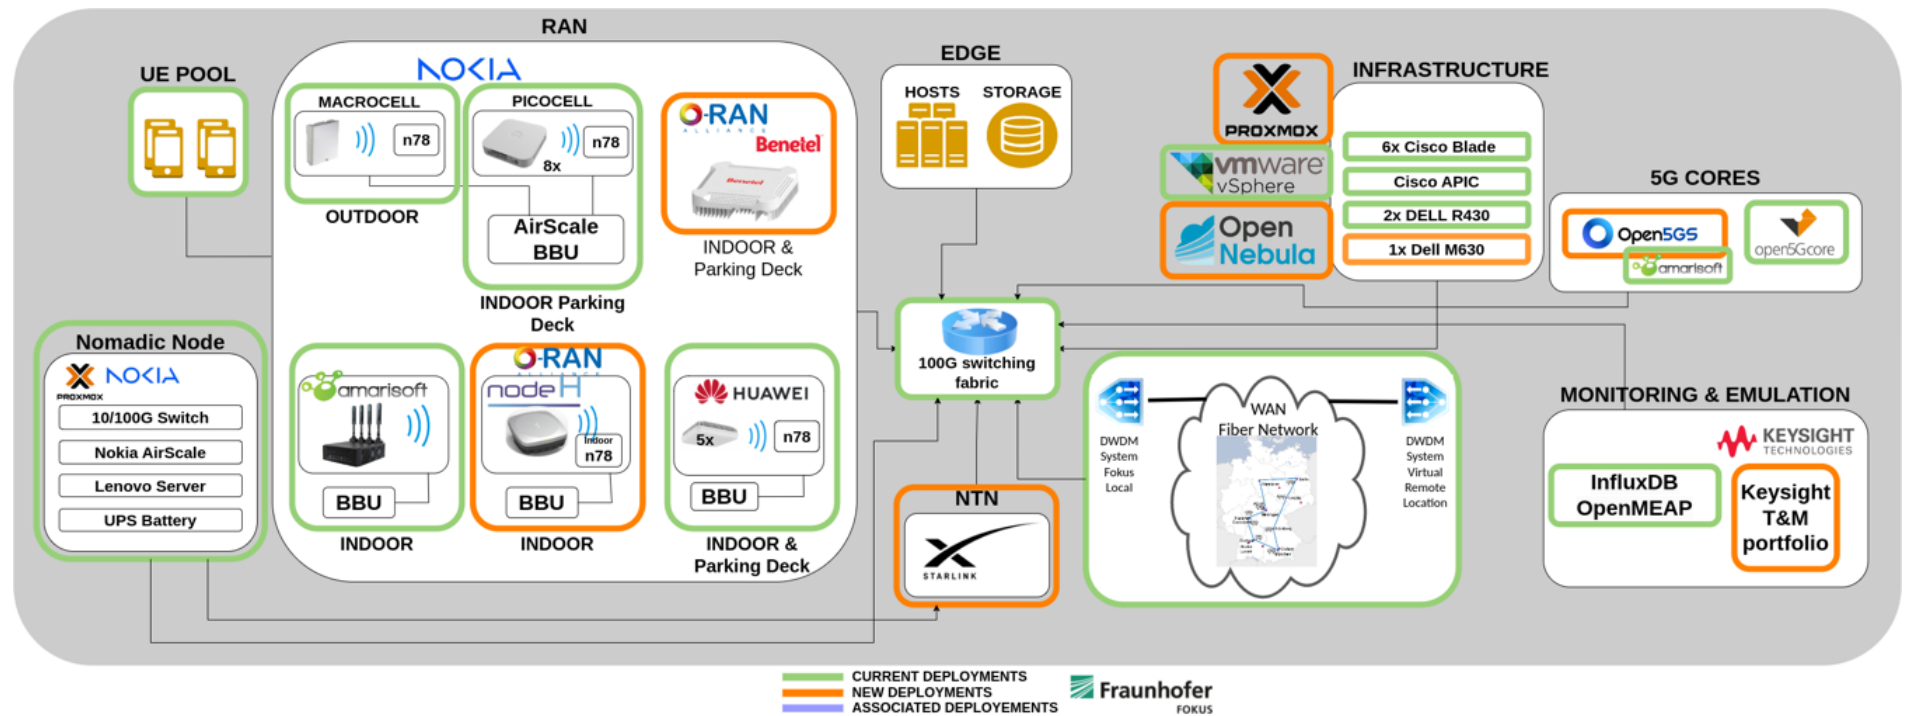 RAN
UE POOL
NOKIA
MACROCELL
n78
OUTDOOR
PICOCELL
8x
n78
AirScale
BBU
INDOOR Parking
Deck
O-RAN
ALLIANCE
Benetel
Benetel
INDOOR &
Parking Deck
amarisoft
BBU
INDOOR
O-RAN
ALLIANCE
node H
Indoor
n78
BBU
INDOOR
HUAWEI
5x
n78
BBU
INDOOR &
Parking Deck
Nomadic Node
PROXMOX
NOKIA
10/100G Switch
Nokia AirScale
Lenovo Server
UPS Battery
EDGE
HOSTS
STORAGE
100G switching
fabric
NTN
STARLINK
PROXMOX
vmware
vSphere
Open
Nebula
INFRASTRUCTURE
6x Cisco Blade
Cisco APIC
2x DELL R430
1x Dell M630
5G CORES
Open5GS
amarisoft
open5Gcore
DWDM
System
Fokus
Local
WAN
Fiber Network
DWDM
System
Virtual
Remote
Location
MONITORING & EMULATION
KEYSIGHT
TECHNOLOGIES
InfluxDB
OpenMEAP
Keysight
T&M
portfolio
CURRENT DEPLOYMENTS
NEW DEPLOYMENTS
ASSOCIATED DEPLOYEMENTS
Fraunhofer
FOKUS